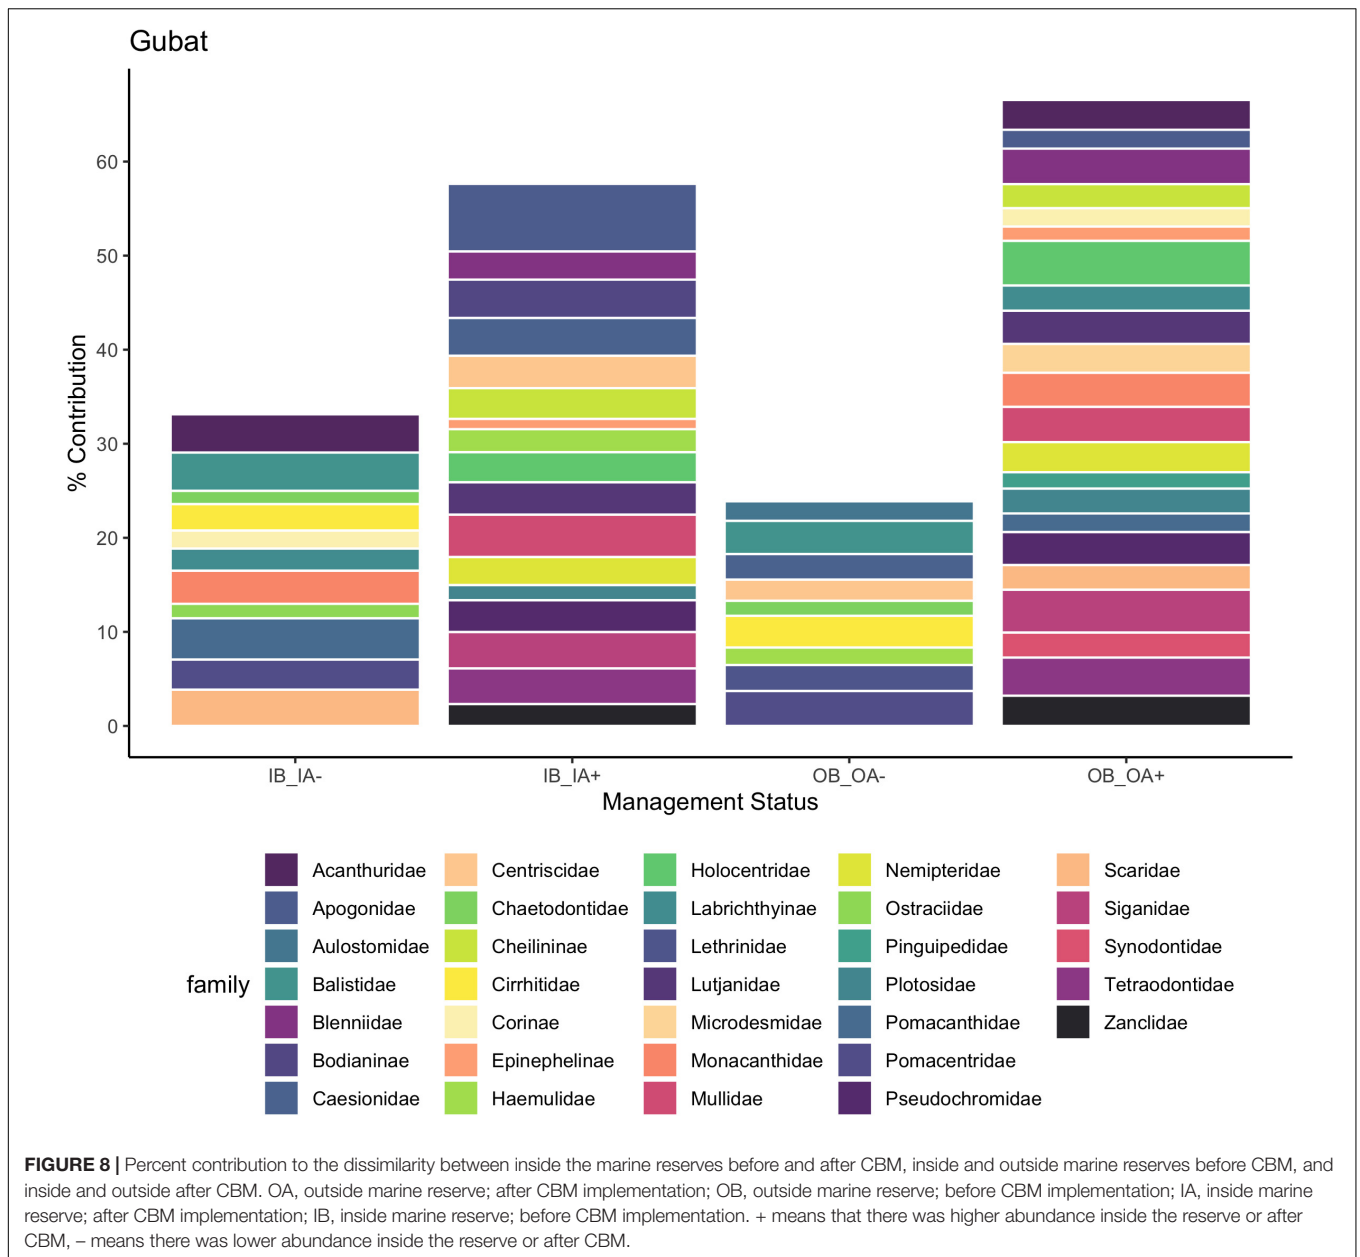 Gubat
% Contribution
60
50
40
30
20
10
0
IB_IA-
IB_IA+
OB_OA-
OB_OA+
Management Status
family
Acanthuridae
Apogonidae
Aulostomidae
Balistidae
Blenniidae
Bodianinae
Caesionidae
Centriscidae
Chaetodontidae
Cheilininae
Cirrhitidae
Corinae
Epinephelinae
Haemulidae
Holocentridae
Labrichthyinae
Lethrinidae
Lutjanidae
Microdesmidae
Monacanthidae
Mullidae
Nemipteridae
Ostraciidae
Pinguipedidae
Plotosidae
Pomacanthidae
Pomacentridae
Pseudochromidae
Scaridae
Siganidae
Synodontidae
Tetraodontidae
Zanclidae
FIGURE 8 | Percent contribution to the dissimilarity between inside the marine reserves before and after CBM, inside and outside marine reserves before CBM, and
inside and outside after CBM. OA, outside marine reserve; after CBM implementation; OB, outside marine reserve; before CBM implementation; IA, inside marine
reserve; after CBM implementation; IB, inside marine reserve; before CBM implementation. + means that there was higher abundance inside the reserve or after
CBM, – means there was lower abundance inside the reserve or after CBM.